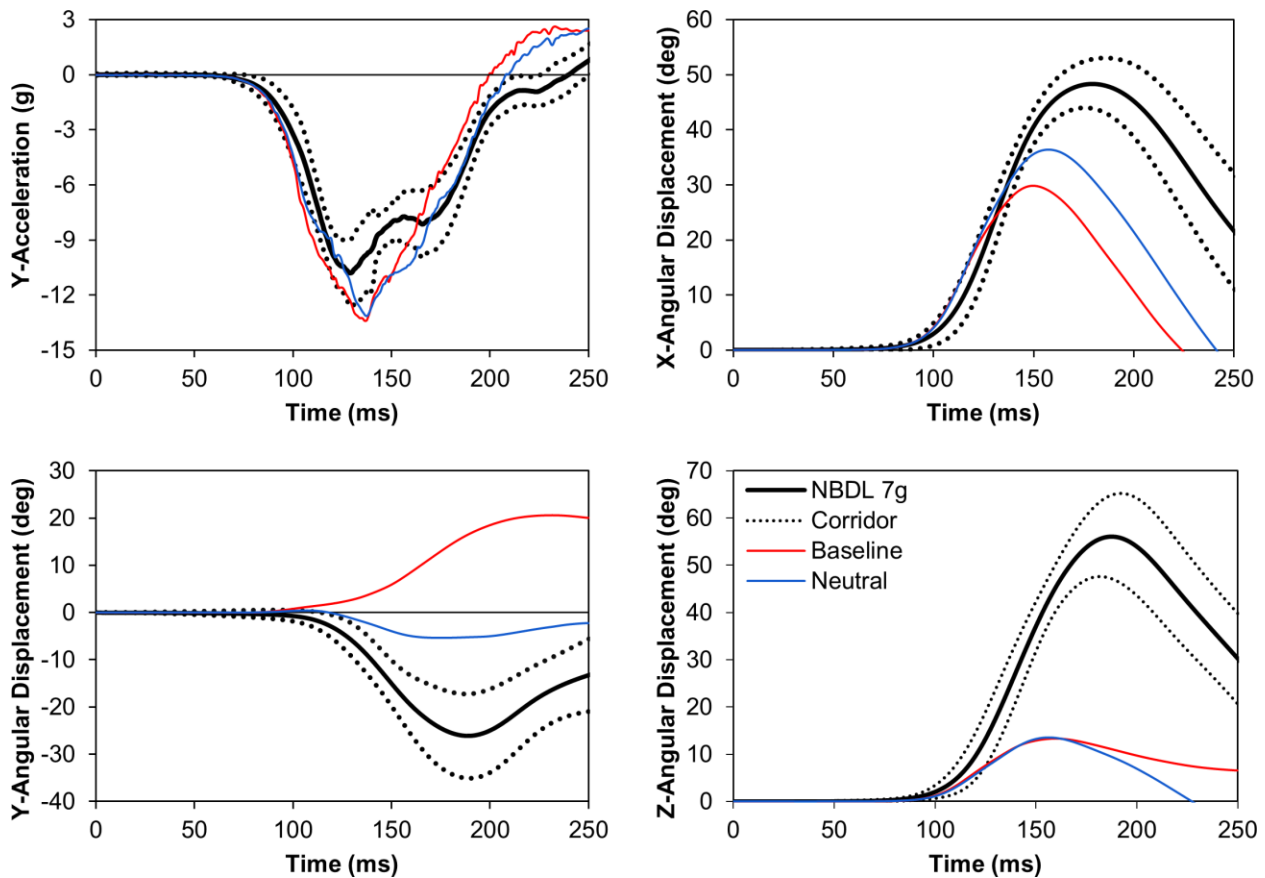 Y-Acceleration (g)
3
0
-3
-6
-9
-12
-15
0 50 100 150 200 250
Time (ms)
X-Angular Displacement (deg)
60
50
40
30
20
10
0
0 50 100 150 200 250
Time (ms)
Y-Angular Displacement (deg)
30
20
10
0
-10
-20
-30
-40
0 50 100 150 200 250
Time (ms)
Z-Angular Displacement (deg)
70
60
50
40
30
20
10
0
NBDL 7g
Corridor
Baseline
Neutral
0 50 100 150 200 250
Time (ms)